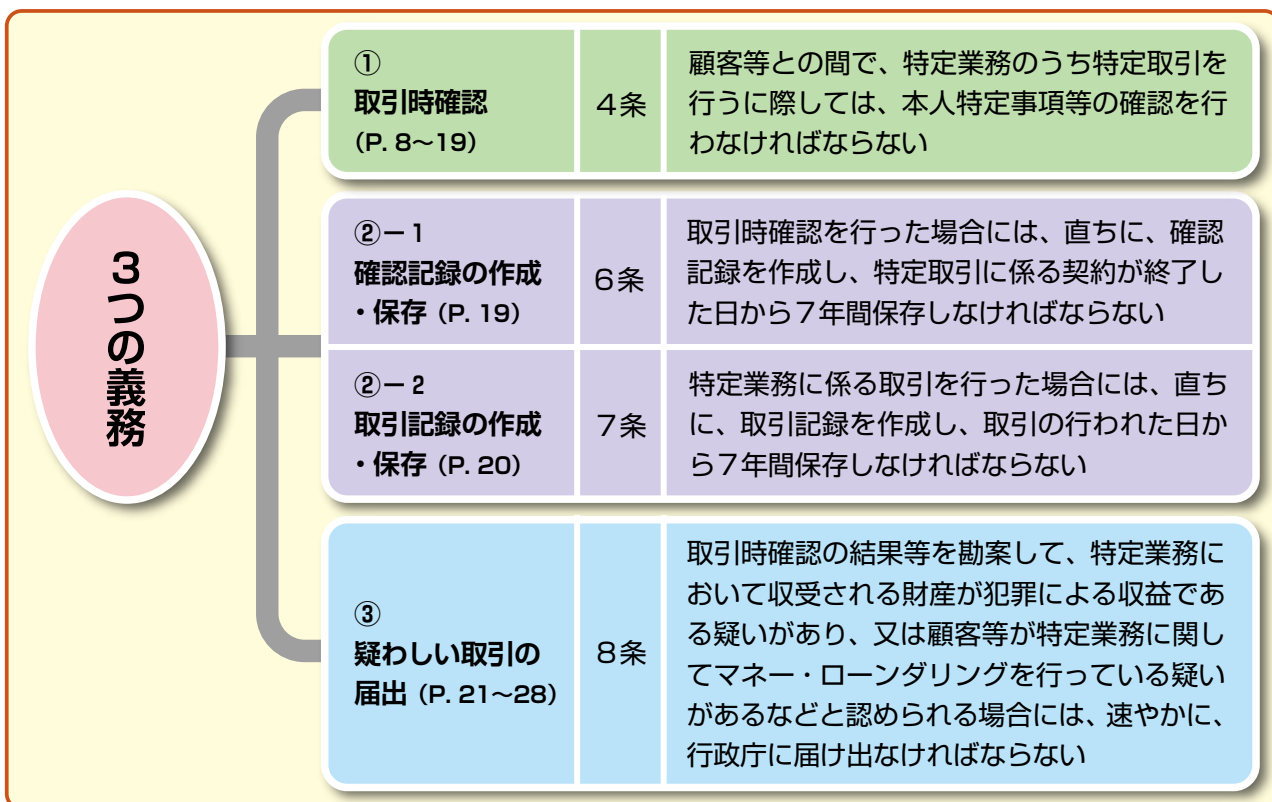 3つの義務
①
取引時確認
(P. 8~19)
4条
顧客等との間で、特定業務のうち特定取引を
行うに際しては、本人特定事項等の確認を行
わなければならない
②-1
確認記録の作成
・保存 (P. 19)
6条
取引時確認を行った場合には、直ちに、確認
記録を作成し、特定取引に係る契約が終了し
た日から7年間保存しなければならない
②-2
取引記録の作成
・保存 (P. 20)
7条
特定業務に係る取引を行った場合には、直ち
に、取引記録を作成し、取引の行われた日か
ら7年間保存しなければならない
③
疑わしい取引の
届出 (P. 21~28)
8条
取引時確認の結果等を勘案して、特定業務に
おいて収受される財産が犯罪による収益であ
る疑いがあり、又は顧客等が特定業務に関し
てマネー・ローンダリングを行っている疑い
があるなどと認められる場合には、速やかに、
行政庁に届け出なければならない